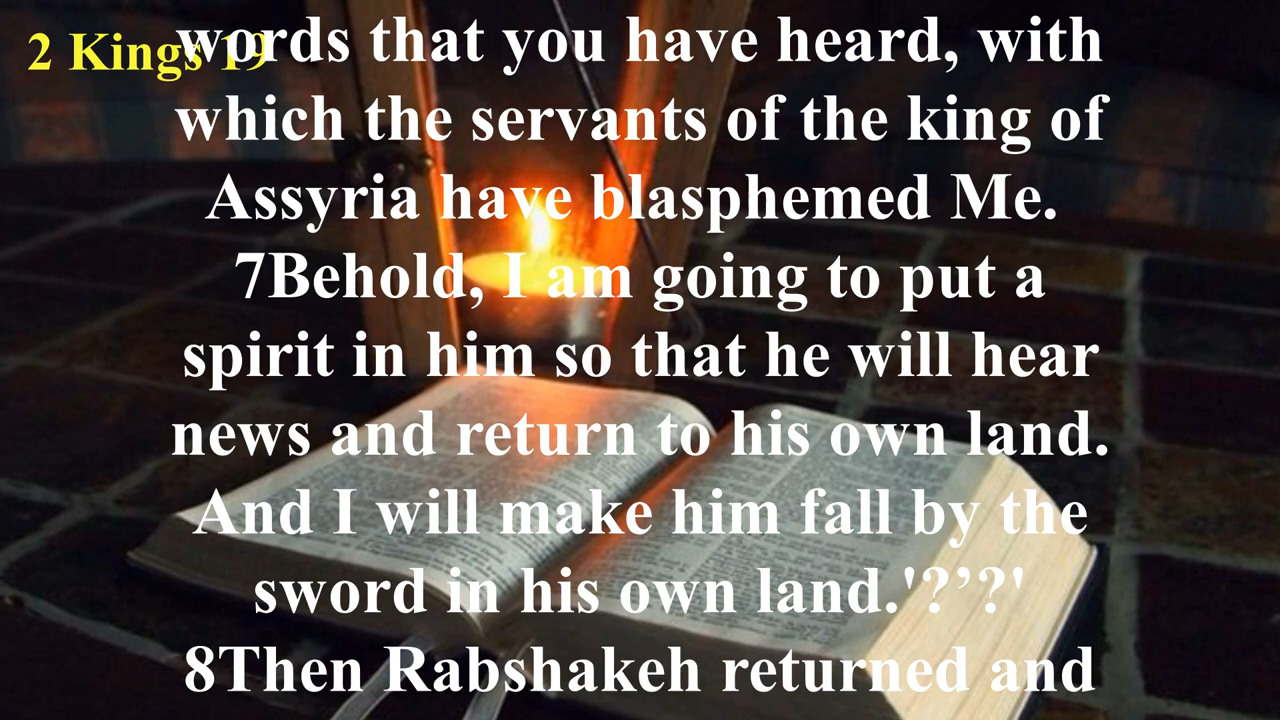 2 Kings 19
words that you have heard, with
which the servants of the king of
Assyria have blasphemed Me.
7Behold, I am going to put a
spirit in him so that he will hear
news and return to his own land.
And I will make him fall by the
sword in his own land.'?’?'
8Then Rabshakeh returned and